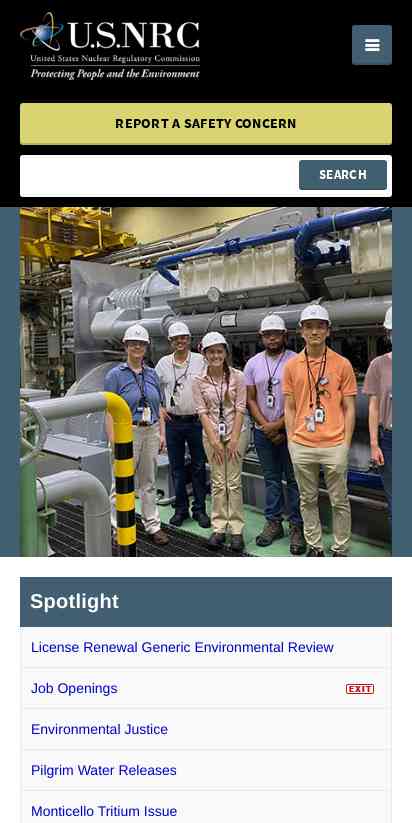 U.S.NRC
United States Nuclear Regulatory Commission
Protecting People and the Environment
REPORT A SAFETY CONCERN
SEARCH
Spotlight
License Renewal Generic Environmental Review
Job Openings EXIT
Environmental Justice
Pilgrim Water Releases
Monticello Tritium Issue